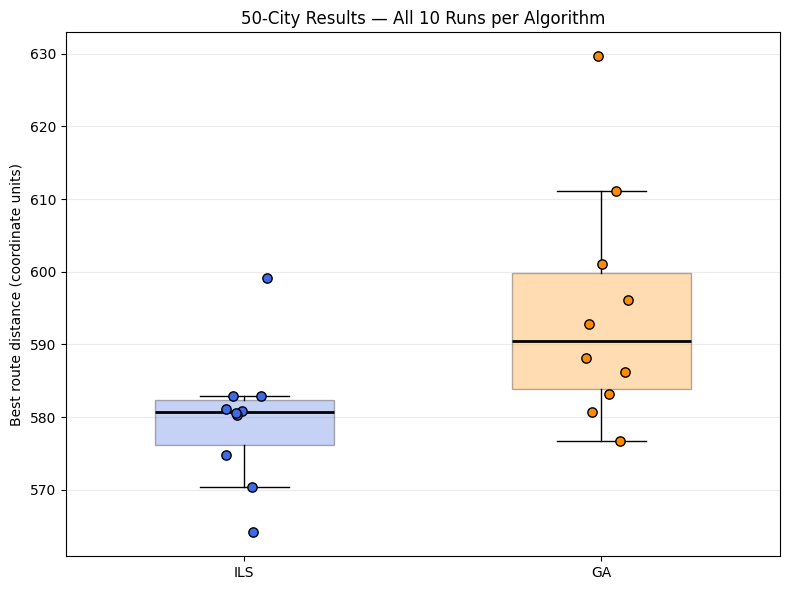 50-City Results — All 10 Runs per Algorithm
Best route distance (coordinate units)
630
620
610
600
590
580
570
ILS
GA